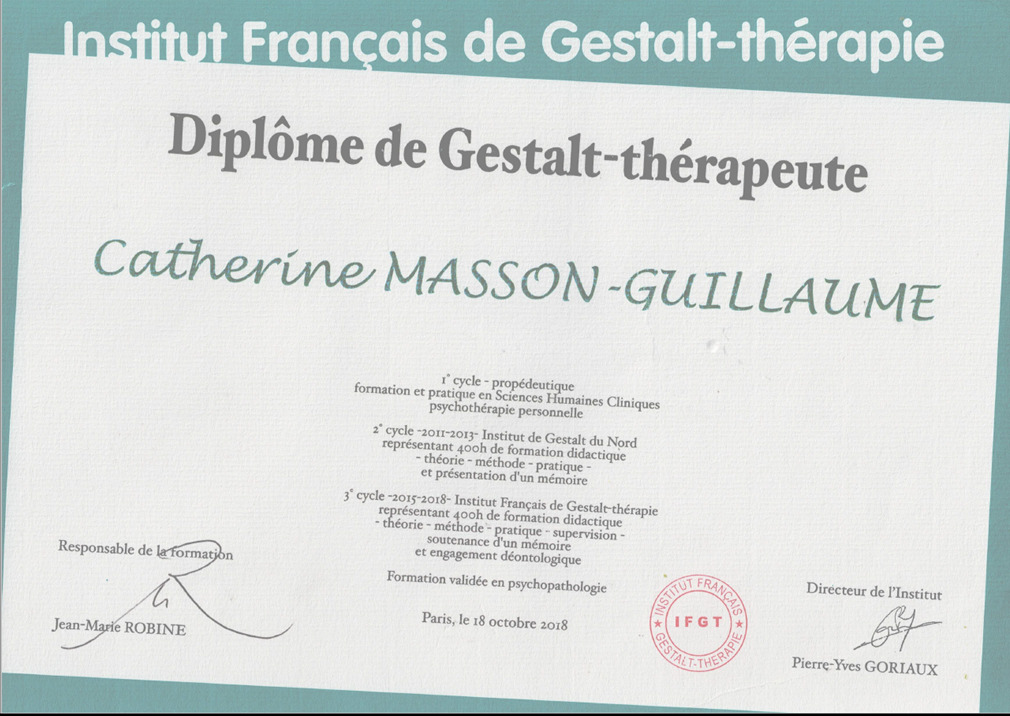 Institut Français de Gestalt-thérapie
Diplôme de Gestalt-thérapeute
Catherine MASSON-GUILLAUME
1° cycle - propédeutique
formation et pratique en Sciences Humaines Cliniques
psychothérapie personnelle
2° cycle -2011-2013- Institut de Gestalt du Nord
représentant 400h de formation didactique
- théorie - méthode - pratique -
et présentation d'un mémoire
3° cycle -2015-2018- Institut Français de Gestalt-thérapie
représentant 400h de formation didactique
- théorie - méthode - pratique - supervision -
soutenance d'un mémoire
et engagement déontologique
Formation validée en psychopathologie
Paris, le 18 octobre 2018
Responsable de la formation
Jean-Marie ROBINE
INSTITUT FRANÇAIS
IFGT
GESTALT-THERAPIE
Directeur de l'Institut
Pierre-Yves GORIAUX